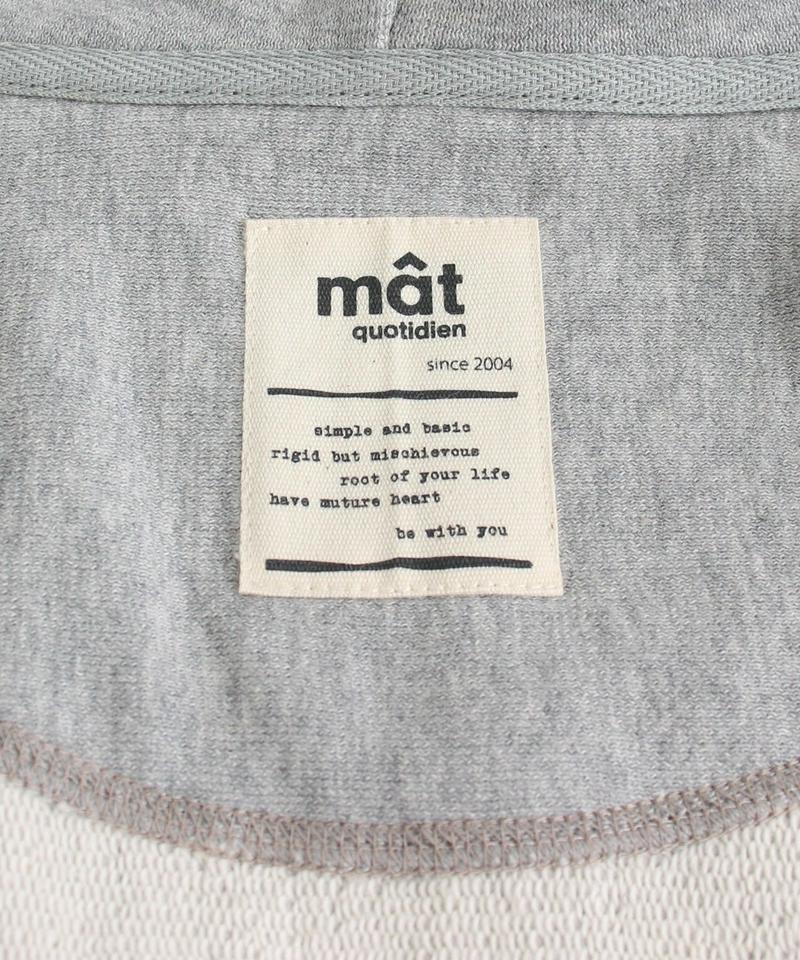 mât
quotidien
since 2004
simple and basic
rigid but mischievous
root of your life
have muture heart
be with you